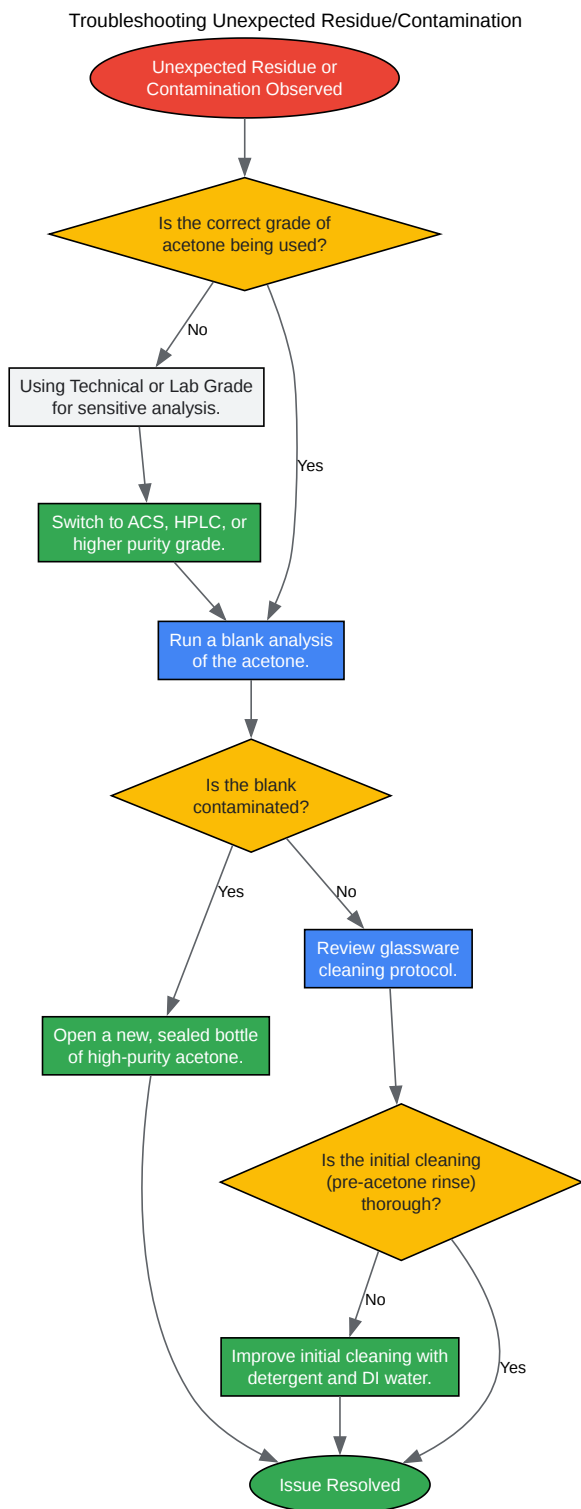 Troubleshooting Unexpected Residue/Contamination
Unexpected Residue or
Contamination Observed
Is the correct grade of
acetone being used?
No
Using Technical or Lab Grade
for sensitive analysis.
Yes
Switch to ACS, HPLC, or
higher purity grade.
Run a blank analysis
of the acetone.
Is the blank
contaminated?
Yes
No
Review glassware
cleaning protocol.
Open a new, sealed bottle
of high-purity acetone.
Is the initial cleaning
(pre-acetone rinse)
thorough?
No
Yes
Improve initial cleaning with
detergent and DI water.
Issue Resolved